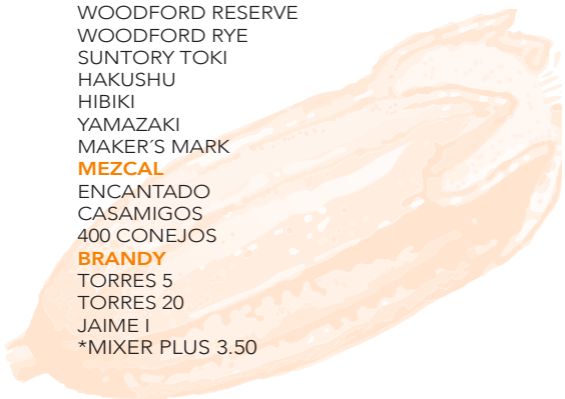 WOODFORD RESERVE
WOODFORD RYE
SUNTORY TOKI
HAKUSHU
HIBIKI
YAMAZAKI
MAKER´S MARK
MEZCAL
ENCANTADO
CASAMIGOS
400 CONEJOS
BRANDY
TORRES 5
TORRES 20
JAIME I
*MIXER PLUS 3.50